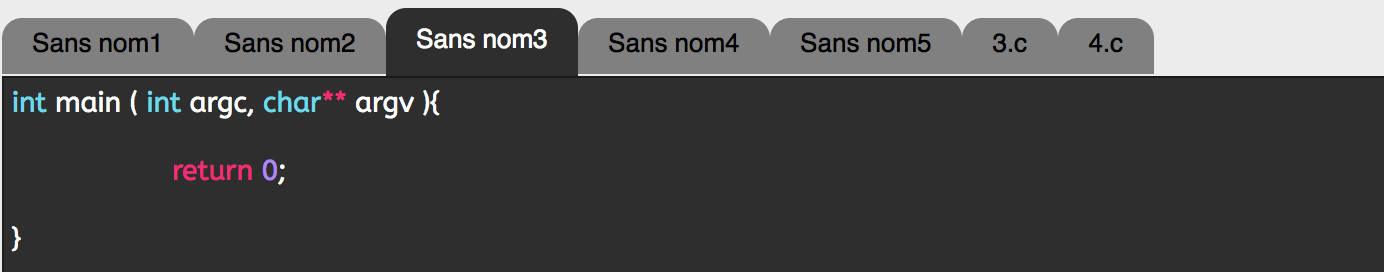 Sans nom1 Sans nom2 Sans nom3 Sans nom4 Sans nom5 3.c 4.c
int main ( int argc, char** argv ){
return 0;
}